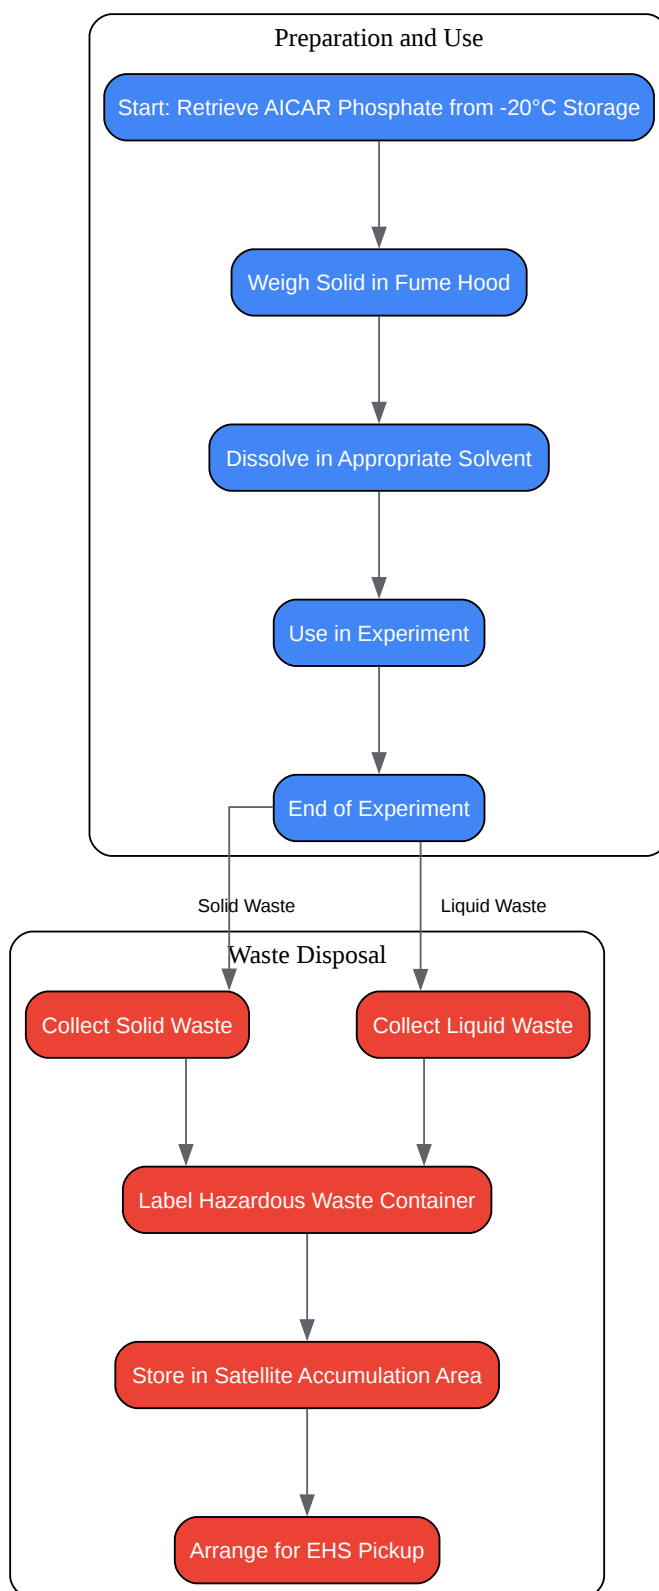 Preparation and Use
Start: Retrieve AICAR Phosphate from -20°C Storage
Weigh Solid in Fume Hood
Dissolve in Appropriate Solvent
Use in Experiment
End of Experiment
Solid Waste
Liquid Waste
Waste Disposal
Collect Solid Waste
Collect Liquid Waste
Label Hazardous Waste Container
Store in Satellite Accumulation Area
Arrange for EHS Pickup